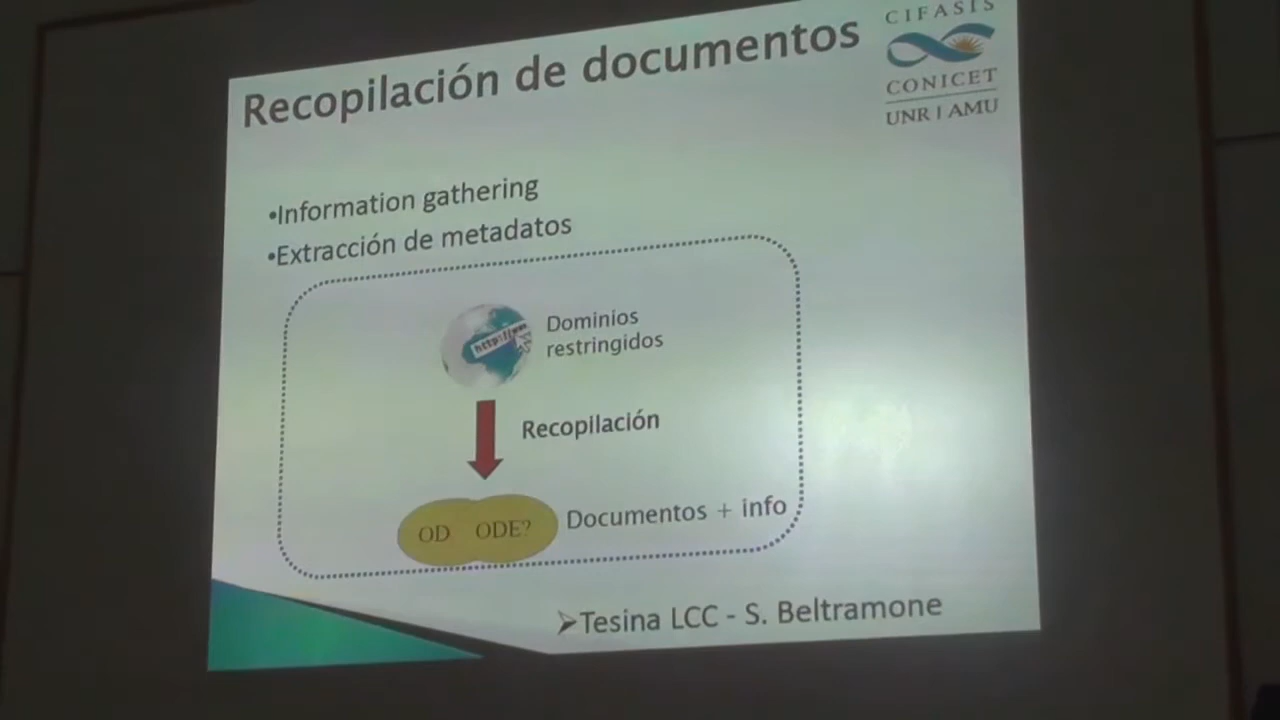 Recopilación de documentos
CIFASIS
CONICET
UNR | AMU
•Information gathering
•Extracción de metadatos
http://
Dominios
restringidos
Recopilación
OD ODE?
Documentos + info
➢Tesina LCC - S. Beltramone